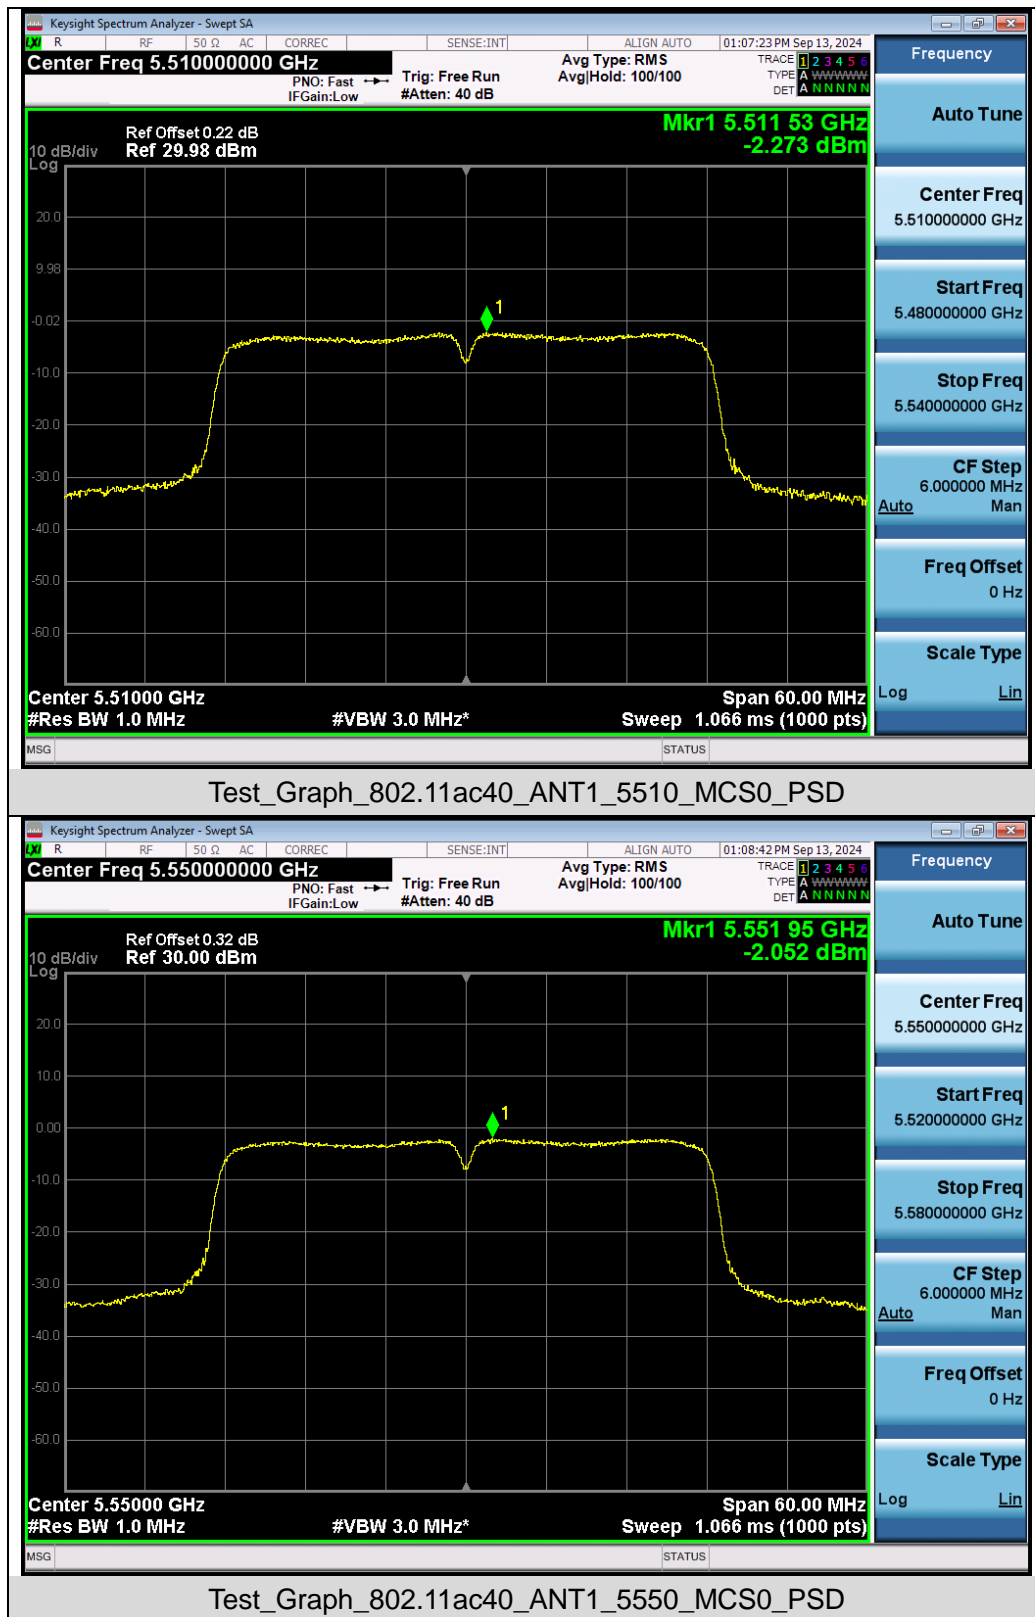 Keysight Spectrum Analyzer - Swept SA
LXI R RF 50 Ω AC CORREC SENSE:INT ALIGN AUTO 01:07:23 PM Sep 13, 2024
Center Freq 5.510000000 GHz
PNO: Fast
IFGain:Low
Trig: Free Run
#Atten: 40 dB
Avg Type: RMS
Avg|Hold: 100/100
TRACE 1 2 3 4 5 6
TYPE A WWWWW
DET A N N N N N
Mkr1 5.511 53 GHz
-2.273 dBm
Ref Offset 0.22 dB
10 dB/div Ref 29.98 dBm
Log
20.0
9.98
-0.02
-10.0
-20.0
-30.0
-40.0
-50.0
-60.0
1
Center 5.51000 GHz Span 60.00 MHz
#Res BW 1.0 MHz #VBW 3.0 MHz* Sweep 1.066 ms (1000 pts)
MSG STATUS
Frequency
Auto Tune
Center Freq
5.510000000 GHz
Start Freq
5.480000000 GHz
Stop Freq
5.540000000 GHz
CF Step
6.000000 MHz
Auto Man
Freq Offset
0 Hz
Scale Type
Log Lin
Test_Graph_802.11ac40_ANT1_5510_MCS0_PSD
Keysight Spectrum Analyzer - Swept SA
LXI R RF 50 Ω AC CORREC SENSE:INT ALIGN AUTO 01:08:42 PM Sep 13, 2024
Center Freq 5.550000000 GHz
PNO: Fast
IFGain:Low
Trig: Free Run
#Atten: 40 dB
Avg Type: RMS
Avg|Hold: 100/100
TRACE 1 2 3 4 5 6
TYPE A WWWWW
DET A N N N N N
Mkr1 5.551 95 GHz
-2.052 dBm
Ref Offset 0.32 dB
10 dB/div Ref 30.00 dBm
Log
20.0
10.0
0.00
-10.0
-20.0
-30.0
-40.0
-50.0
-60.0
1
Center 5.55000 GHz Span 60.00 MHz
#Res BW 1.0 MHz #VBW 3.0 MHz* Sweep 1.066 ms (1000 pts)
MSG STATUS
Frequency
Auto Tune
Center Freq
5.550000000 GHz
Start Freq
5.520000000 GHz
Stop Freq
5.580000000 GHz
CF Step
6.000000 MHz
Auto Man
Freq Offset
0 Hz
Scale Type
Log Lin
Test_Graph_802.11ac40_ANT1_5550_MCS0_PSD